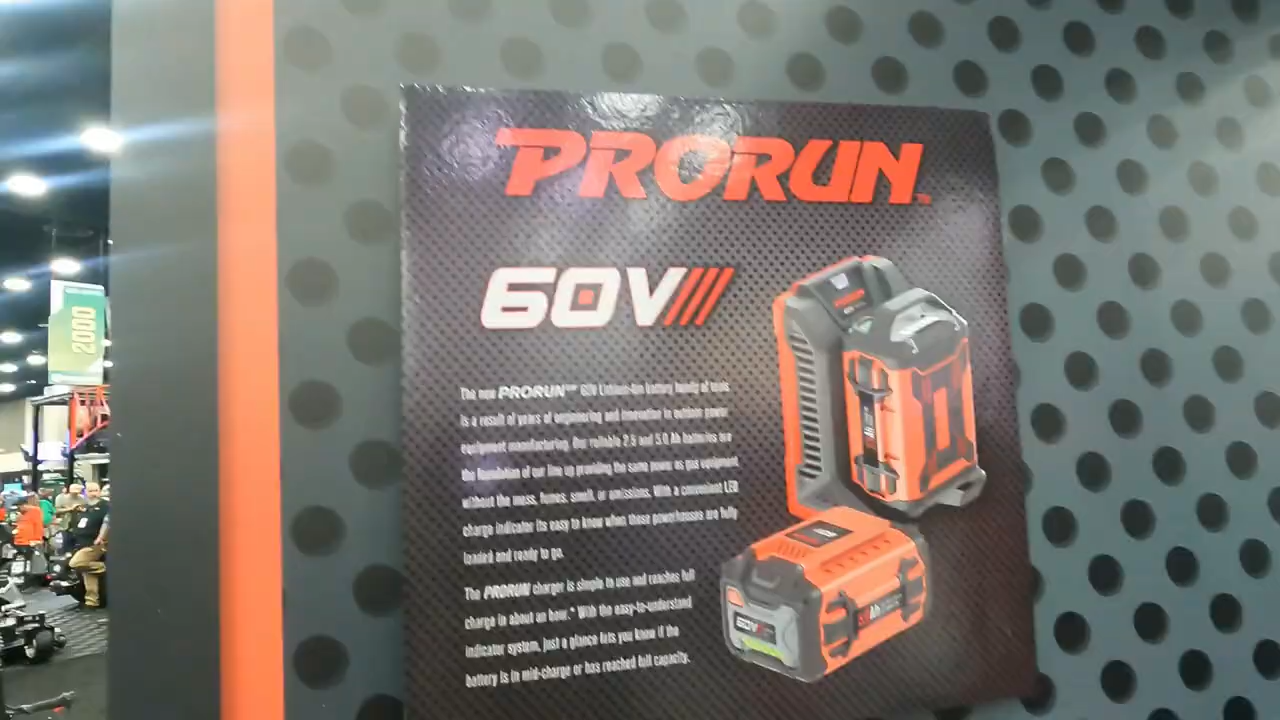 PRORUN™
60V
2000
The new PRORUN™ 60V Lithium-Ion battery family of tools
is a result of years of engineering and innovation in outdoor power
equipment manufacturing. Our reliable 2.5 and 5.0 Ah batteries are
the foundation of our line up providing the same power as gas equipment
without the muss, fumes, smell, or emissions. With a convenient LED
charge indicator its easy to know when these powerhouses are fully
loaded and ready to go.
The PRORUN charger is simple to use and reaches full
charge in about an hour.* With the easy-to-understand
indicator system, just a glance lets you know if the
battery is in mid-charge or has reached full capacity.
60V